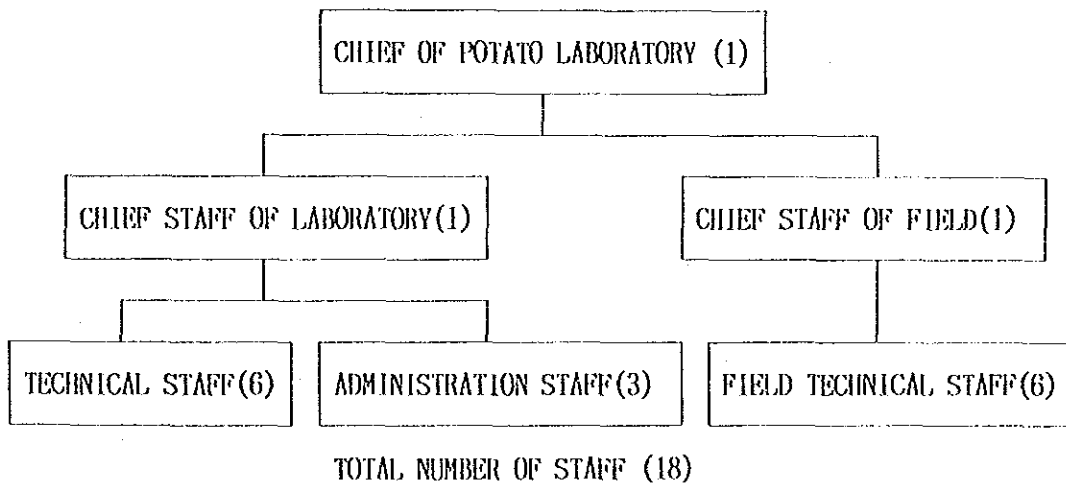 CHIEF OF POTATO LABORATORY (1)
CHIEF STAFF OF LABORATORY(1)
CHIEF STAFF OF FIELD(1)
TECHNICAL STAFF(6)
ADMINISTRATION STAFF(3)
FIELD TECHNICAL STAFF(6)
TOTAL NUMBER OF STAFF (18)